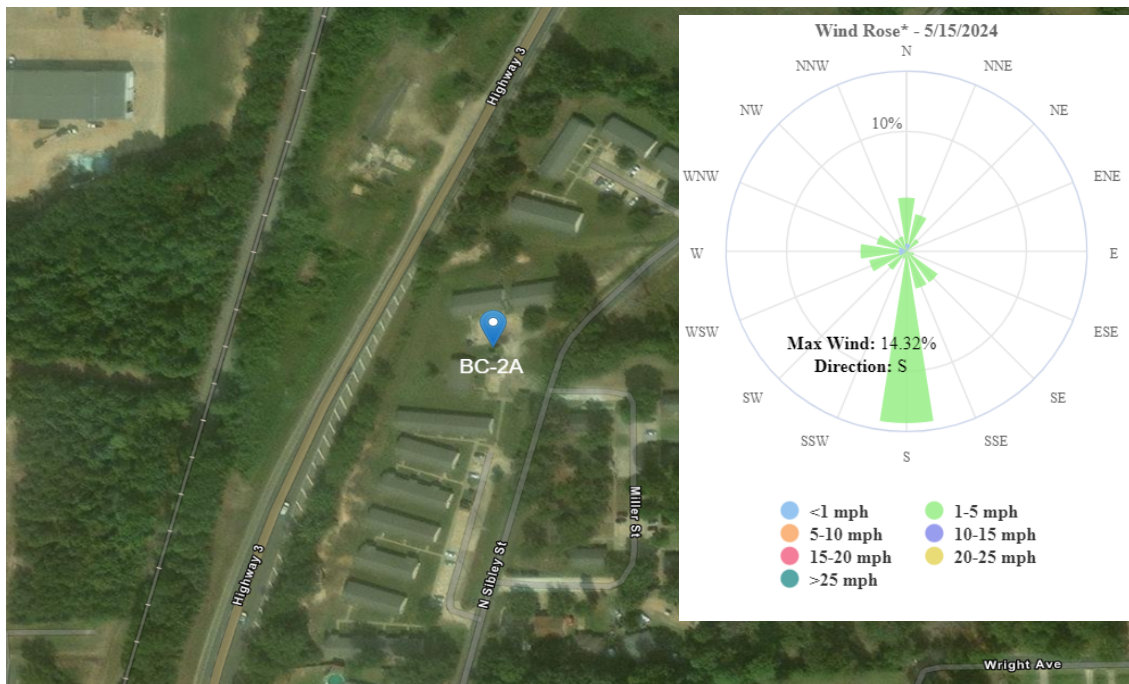 Wind Rose* - 5/15/2024
N
NNW
NNE
NW
NE
10%
WNW
ENE
W
E
Max Wind: 14.32%
Direction: S
WSW
ESE
SW
SE
SSW
SSE
S
<1 mph
1-5 mph
5-10 mph
10-15 mph
15-20 mph
20-25 mph
>25 mph
Highway 3
BC-2A
Miller St
N Sibley St
Highway 3
Wright Ave